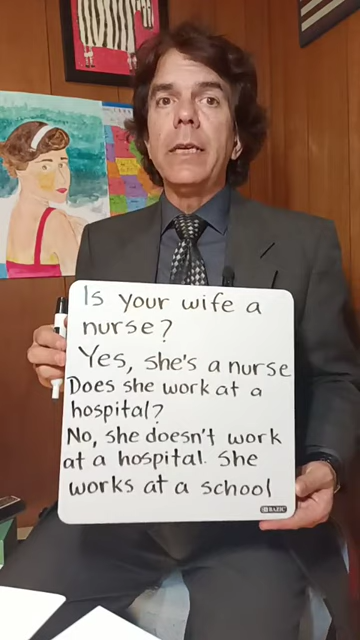 Is your wife a
nurse?
Yes, she's a nurse
Does she work at a
hospital?
No, she doesn't work
at a hospital. She
works at a school
BAZIC